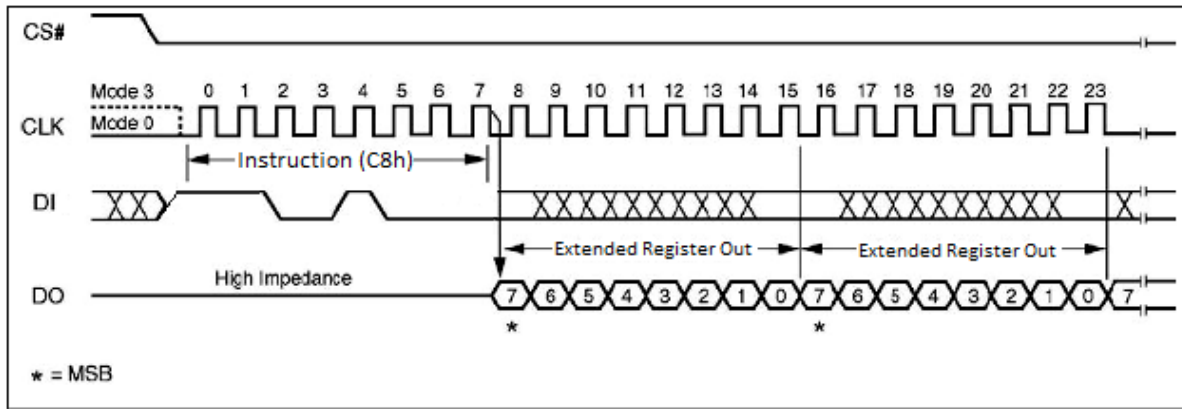 CS#
Mode 3
0 1 2 3 4 5 6 7 8 9 10 11 12 13 14 15 16 17 18 19 20 21 22 23
CLK
Mode 0
Instruction (C8h)
DI
Extended Register Out Extended Register Out
High Impedance
DO
7 6 5 4 3 2 1 0 7 6 5 4 3 2 1 0 7
* *
* = MSB